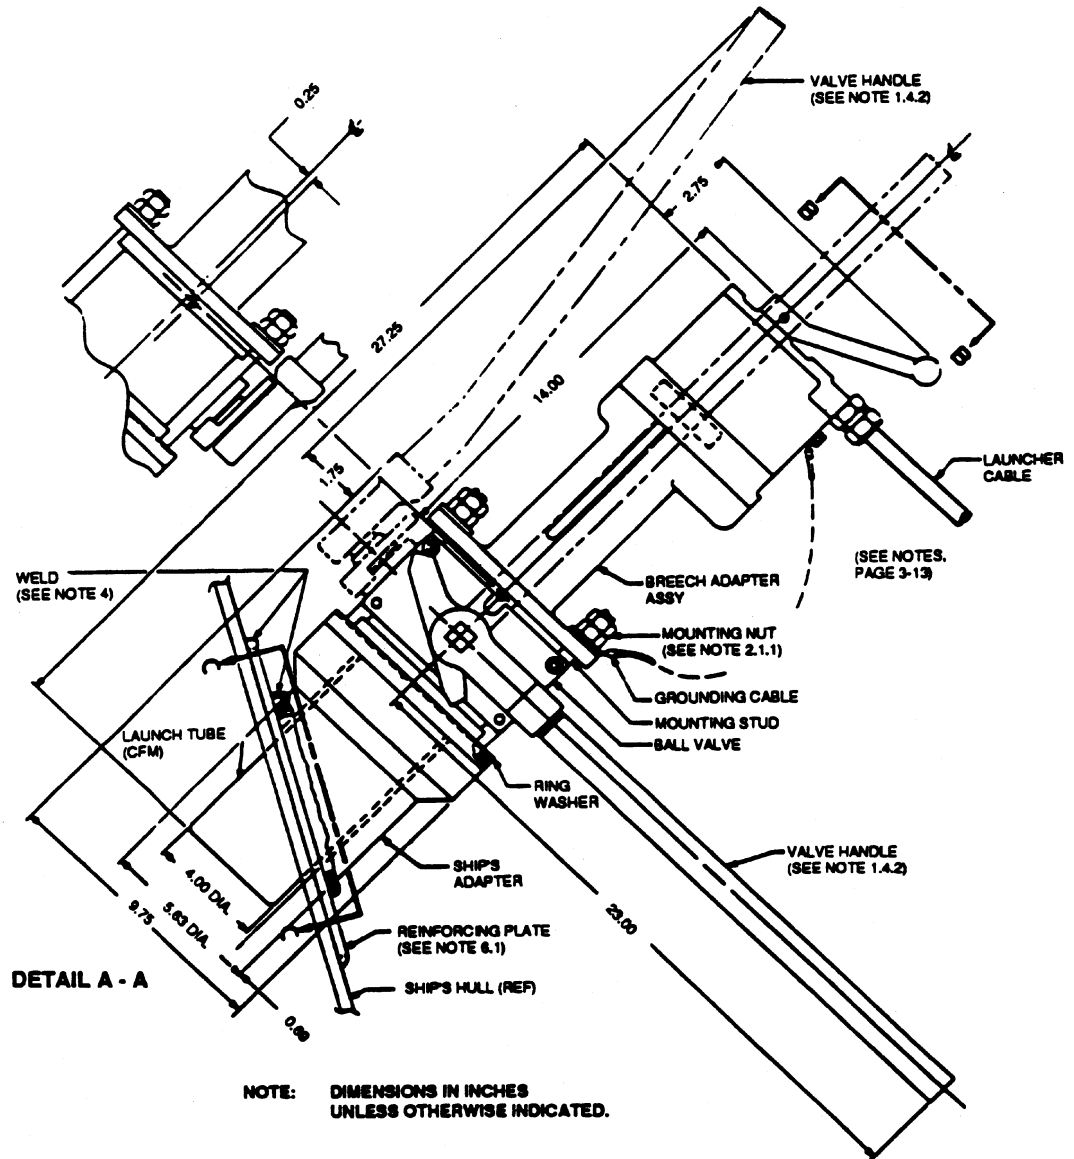 VALVE HANDLE
(SEE NOTE 1.4.2)
0.25
A
2.75
A
B
B
27.25
14.00
1.75
LAUNCHER
CABLE
(SEE NOTES,
PAGE 3-13)
WELD
(SEE NOTE 4)
BREECH ADAPTER
ASSY
MOUNTING NUT
(SEE NOTE 2.1.1)
GROUNDING CABLE
MOUNTING STUD
BALL VALVE
C
LAUNCH TUBE
(CFM)
RING
WASHER
SHIP'S
ADAPTER
VALVE HANDLE
(SEE NOTE 1.4.2)
4.00 DIA.
5.63 DIA.
9.75
23.00
C
REINFORCING PLATE
(SEE NOTE 6.1)
DETAIL A - A
SHIP'S HULL (REF)
NOTE: DIMENSIONS IN INCHES
UNLESS OTHERWISE INDICATED.